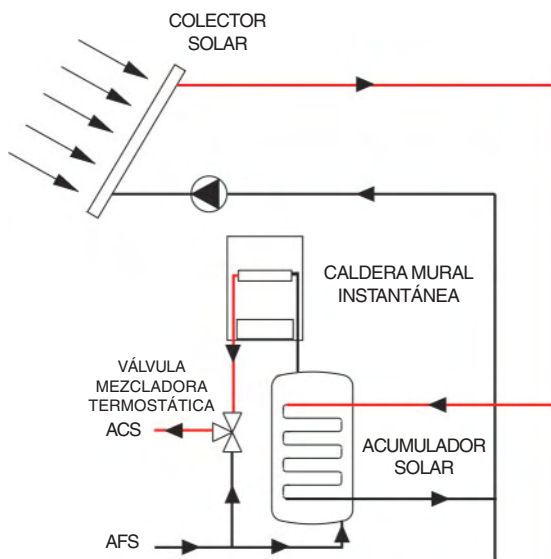 COLECTOR
SOLAR
CALDERA MURAL
INSTANTÁNEA
VÁLVULA
MEZCLADORA
TERMOSTÁTICA
ACS
ACUMULADOR
SOLAR
AFS